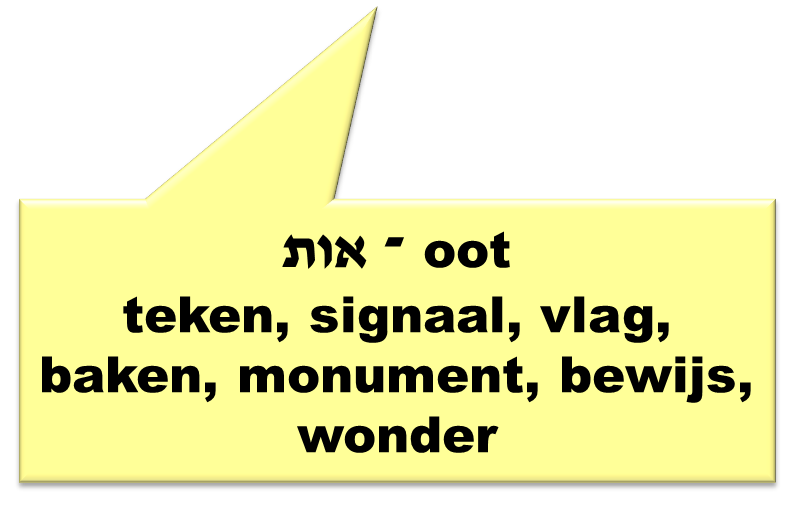 אות - oot
teken, signaal, vlag,
baken, monument, bewijs,
wonder